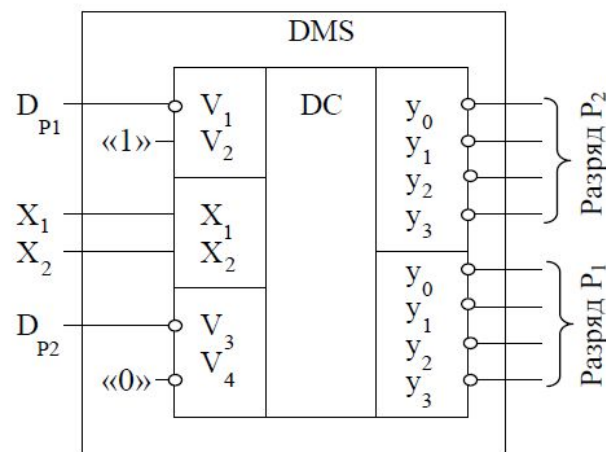 DMS
DC
D P1
«1»
V1
V2
X1
X2
X1
X2
D P2
«0»
V3
V4
y0
y1
y2
y3
Разряд P2
y0
y1
y2
y3
Разряд P1